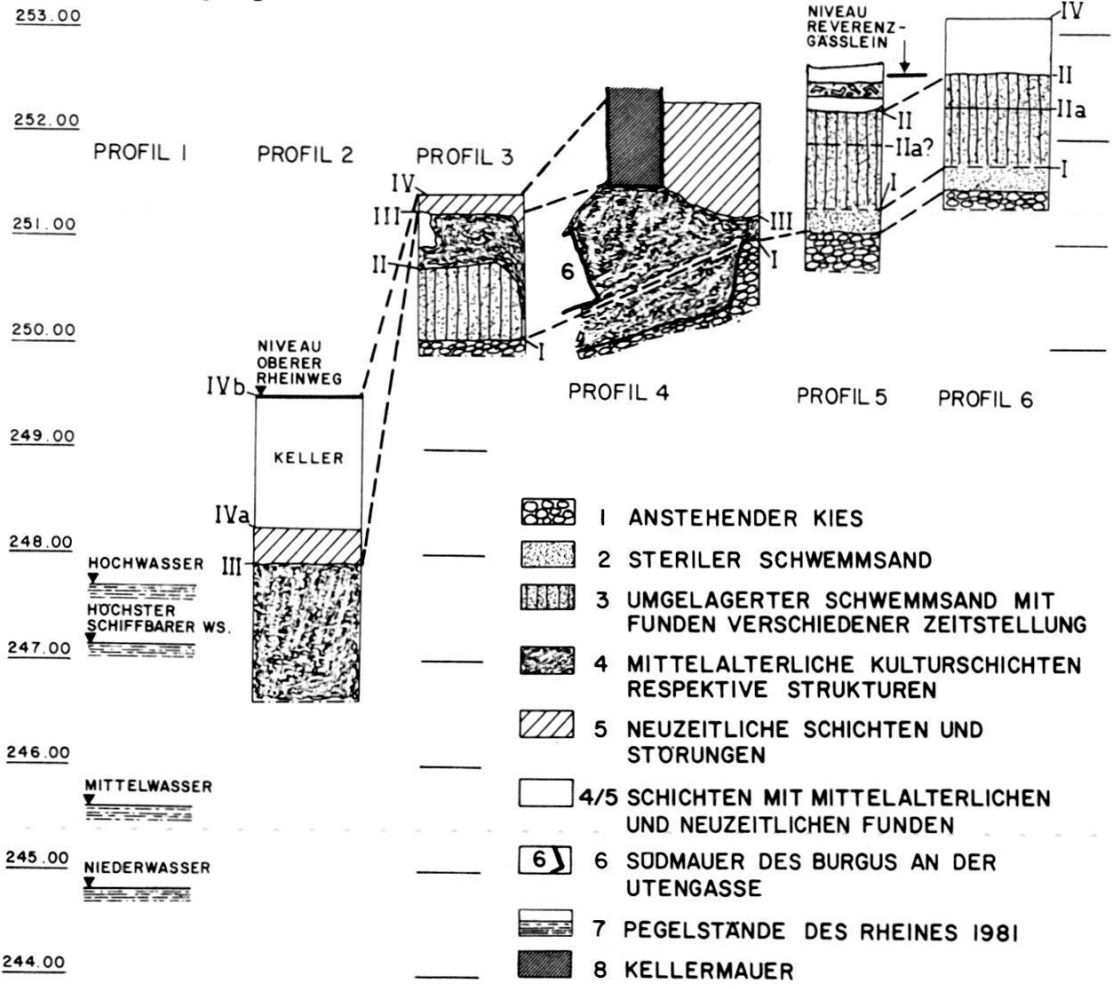 253.00
252.00
251.00
250.00
249.00
248.00
247.00
246.00
245.00
244.00
PROFIL 1
HOCHWASSER
HÖCHSTER
SCHIFFBARER WS.
MITTELWASSER
NIEDERWASSER
PROFIL 2
NIVEAU
OBERER
RHEINWEG
IVb
KELLER
IVa
III
PROFIL 3
IV
III
II
I
6
III
I
PROFIL 4
NIVEAU
REVERENZ-
GÄSSLEIN
II
IIa?
I
PROFIL 5
IV
II
IIa
I
PROFIL 6
1 ANSTEHENDER KIES
2 STERILER SCHWEMMSAND
3 UMGELAGERTER SCHWEMMSAND MIT
FUNDEN VERSCHIEDENER ZEITSTELLUNG
4 MITTELALTERLICHE KULTURSCHICHTEN
RESPEKTIVE STRUKTUREN
5 NEUZEITLICHE SCHICHTEN UND
STÖRUNGEN
4/5 SCHICHTEN MIT MITTELALTERLICHEN
UND NEUZEITLICHEN FUNDEN
6 6 SÜDMAUER DES BURGUS AN DER
UTENGASSE
7 PEGELSTÄNDE DES RHEINES 1981
8 KELLERMAUER